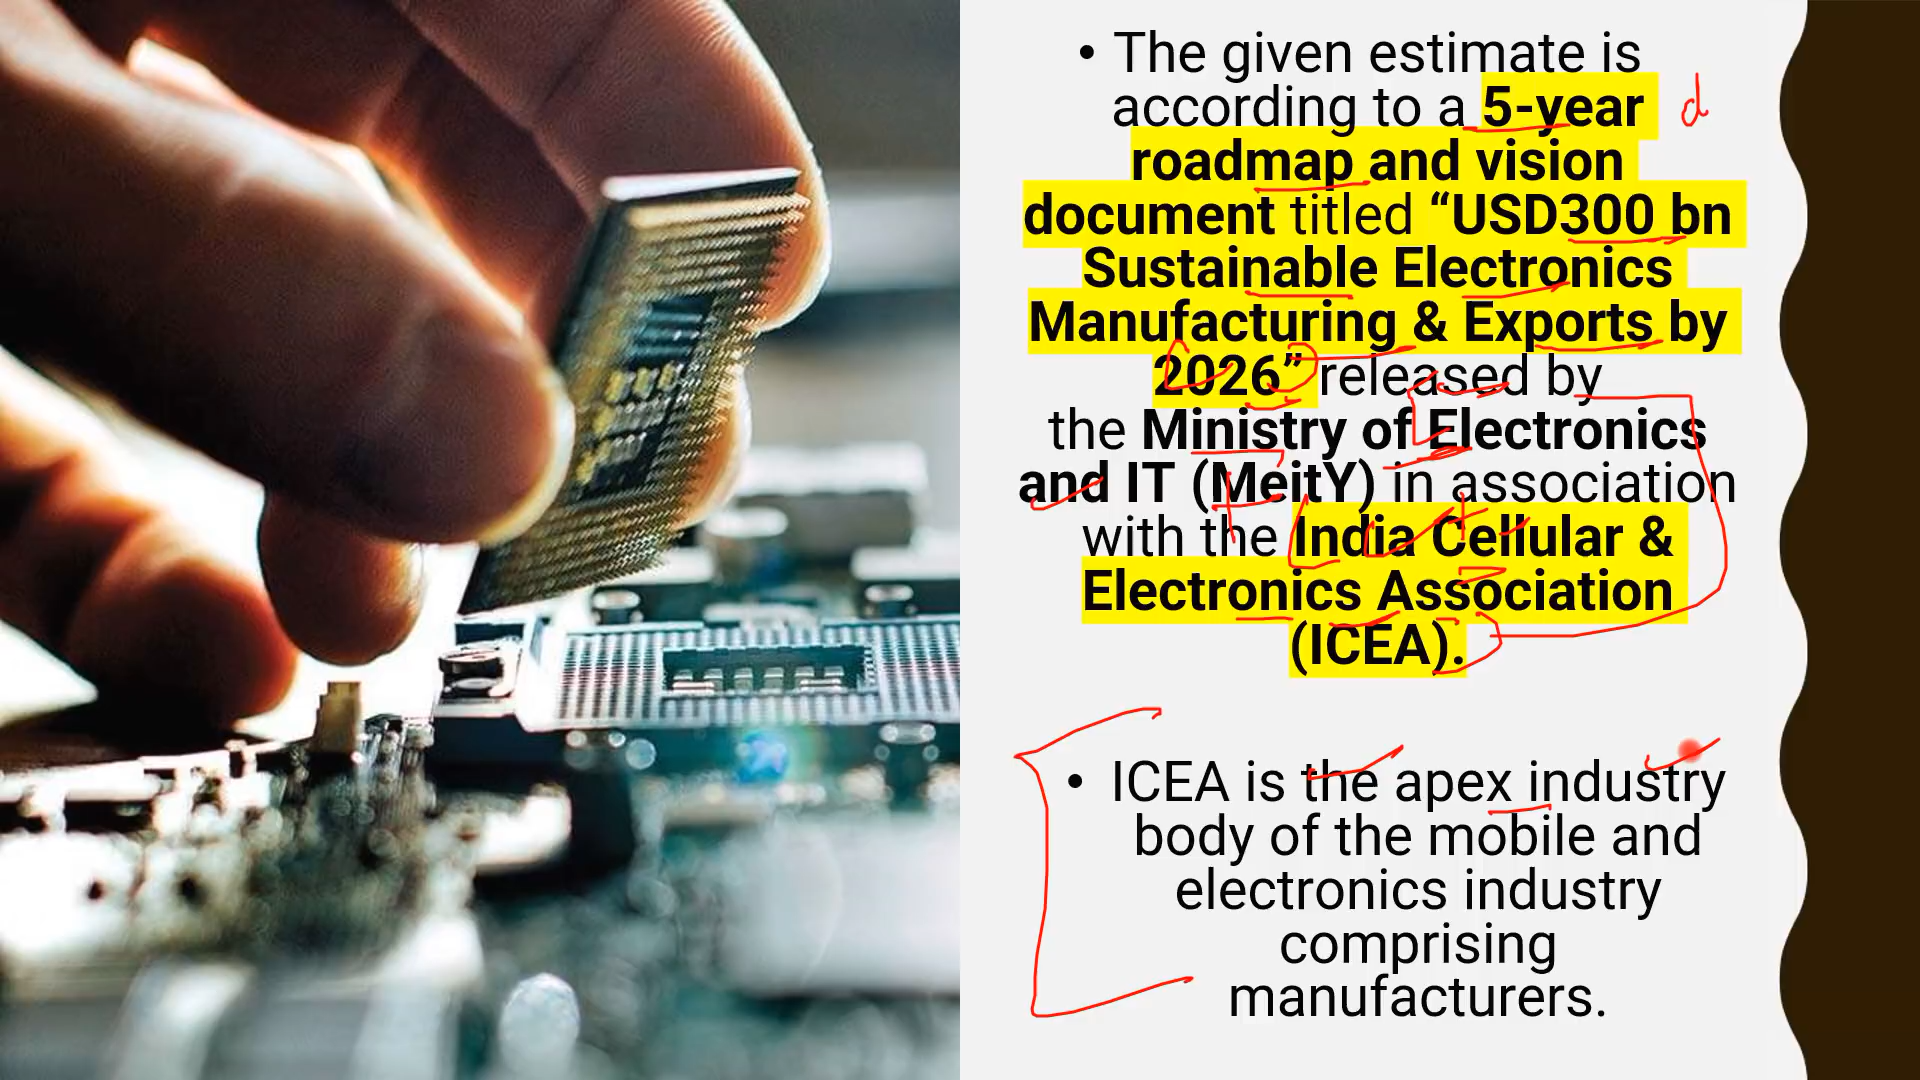 • The given estimate is
according to a 5-year d
roadmap and vision
document titled “USD300 bn
Sustainable Electronics
Manufacturing & Exports by
2026” released by
the Ministry of Electronics
and IT (MeitY) in association
with the India Cellular &
Electronics Association
(ICEA).
• ICEA is the apex industry
body of the mobile and
electronics industry
comprising
manufacturers.